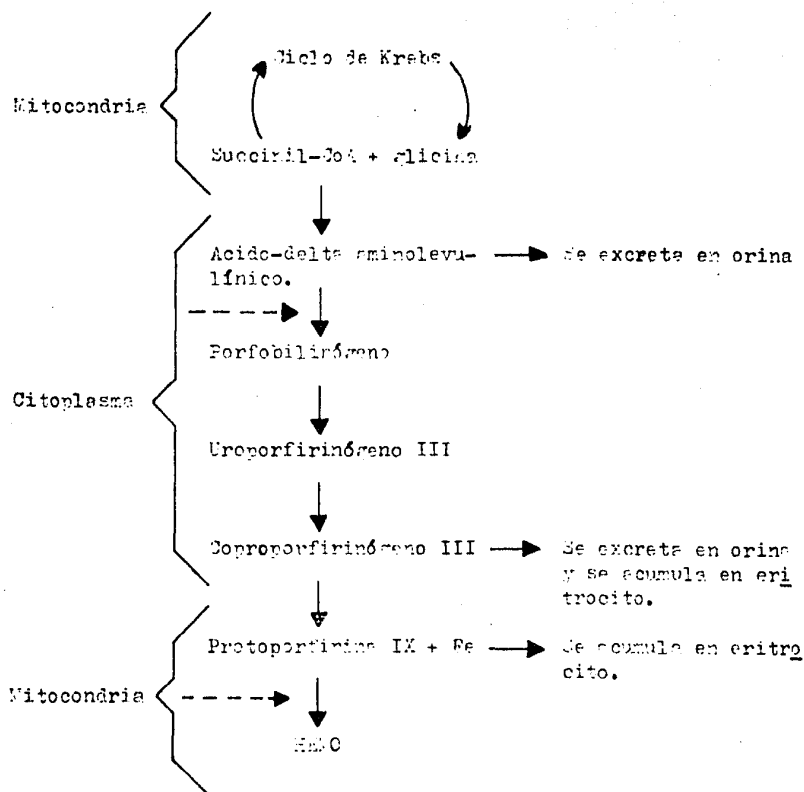 Ciclo de Krebs
Mitocondria
Succinil-CoA + glicina
Acido-delta aminolevu-
línico.
Se excreta en orina
Porfobilinógeno
Citoplasma
Uroporfirinógeno III
Coproporfirinógeno III
Se excreta en orina
y se acumula en eri
trocito.
Protoporfirina IX + Fe
Se acumula en eritro
cito.
Mitocondria
HEMO